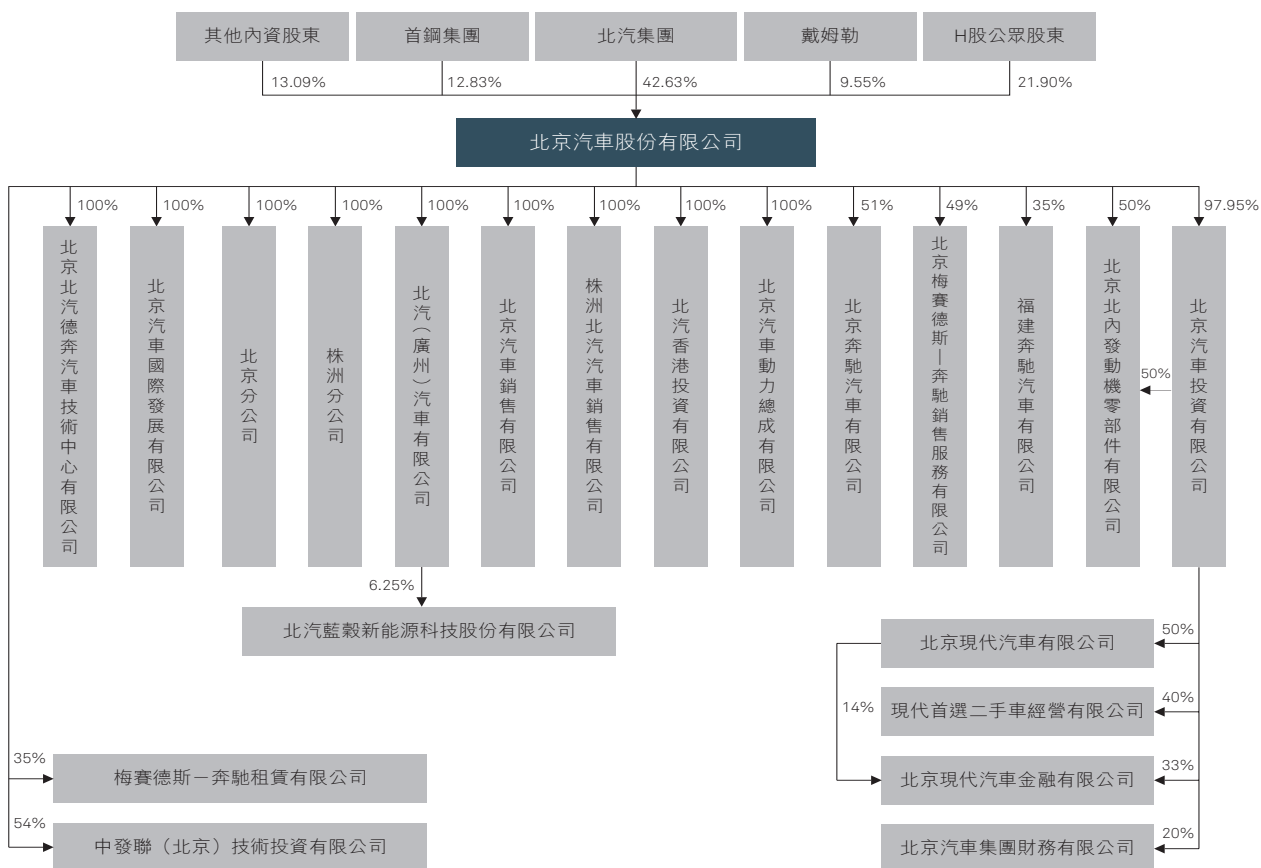 其他內資股東
首鋼集團
北汽集團
戴姆勒
H股公眾股東
13.09%
12.83%
42.63%
9.55%
21.90%
北京汽車股份有限公司
100%
100%
100%
100%
100%
100%
100%
100%
100%
51%
49%
35%
50%
97.95%
北京北汽德奔汽車技術中心有限公司
北京汽車國際發展有限公司
北京分公司
株洲分公司
北汽（廣州）汽車有限公司
北京汽車銷售有限公司
株洲北汽汽車銷售有限公司
北汽香港投資有限公司
北京汽車動力總成有限公司
北京奔馳汽車有限公司
北京梅賽德斯—奔馳銷售服務有限公司
福建奔馳汽車有限公司
北京北內發動機零部件有限公司
50%
北京汽車投資有限公司
6.25%
北汽藍穀新能源科技股份有限公司
北京現代汽車有限公司
50%
14%
現代首選二手車經營有限公司
40%
35%
梅賽德斯－奔馳租賃有限公司
北京現代汽車金融有限公司
33%
54%
中發聯（北京）技術投資有限公司
北京汽車集團財務有限公司
20%